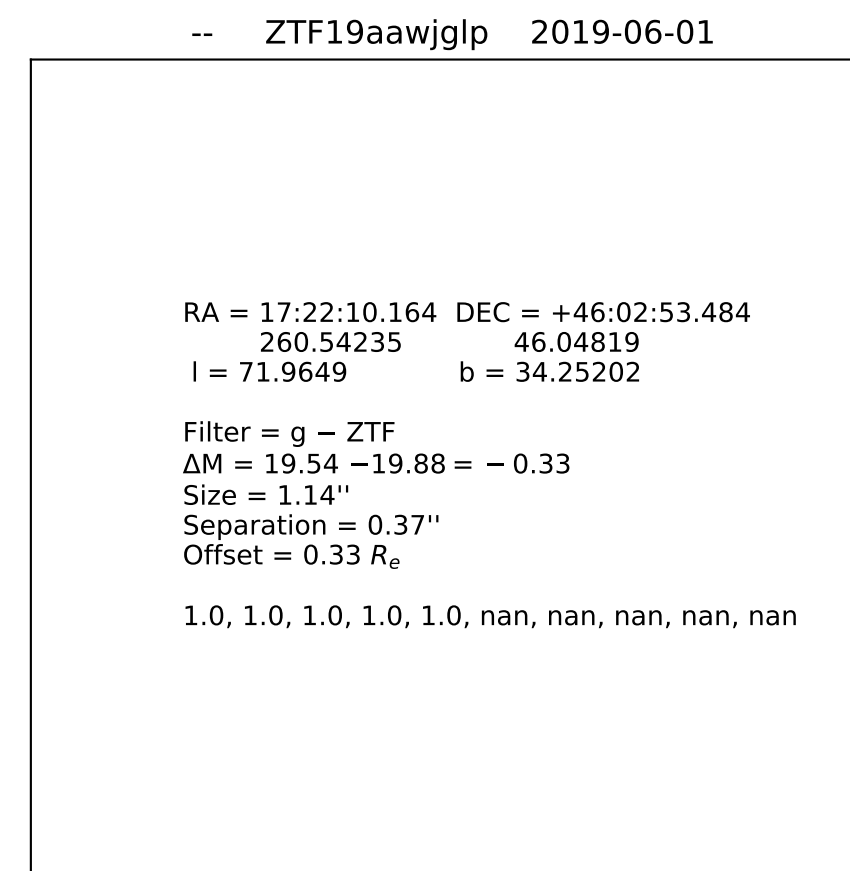 -- ZTF19aawjglp 2019-06-01
RA = 17:22:10.164 DEC = +46:02:53.484
260.54235 46.04819
l = 71.9649 b = 34.25202
Filter = g − ZTF
ΔM = 19.54 −19.88 = − 0.33
Size = 1.14''
Separation = 0.37''
Offset = 0.33 Rₑ
1.0, 1.0, 1.0, 1.0, 1.0, nan, nan, nan, nan, nan